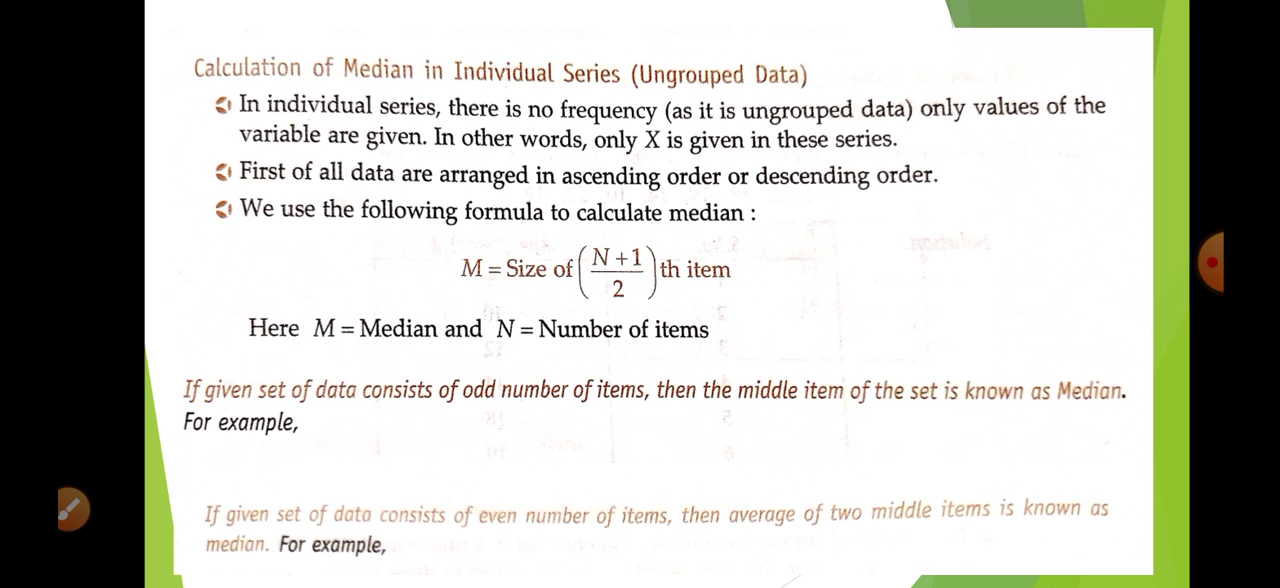 Calculation of Median in Individual Series (Ungrouped Data)
In individual series, there is no frequency (as it is ungrouped data) only values of the
variable are given. In other words, only X is given in these series.
First of all data are arranged in ascending order or descending order.
We use the following formula to calculate median :
M = Size of ( N + 1 / 2 ) th item
Here M = Median and N = Number of items
If given set of data consists of odd number of items, then the middle item of the set is known as Median.
For example,
If given set of data consists of even number of items, then average of two middle items is known as
median. For example,